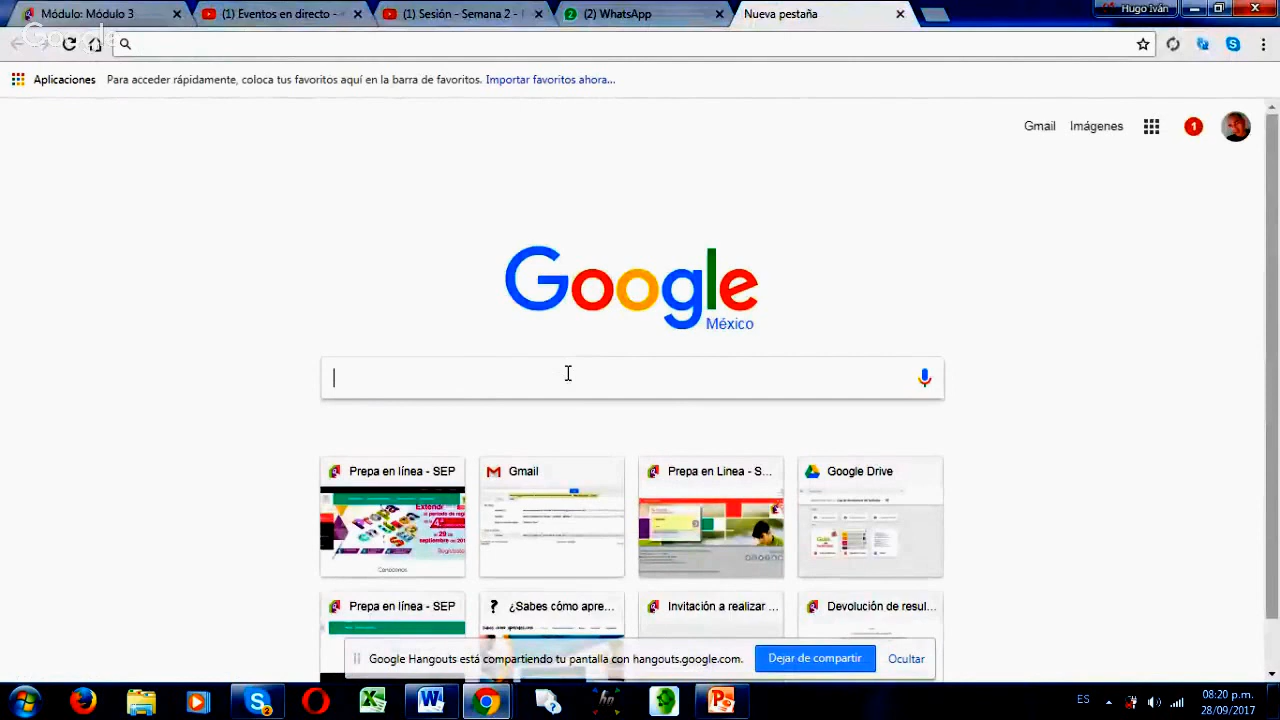 Módulo: Módulo 3
(1) Eventos en directo -
(1) Sesión - Semana 2 -
(2) WhatsApp
Nueva pestaña
Hugo Iván
Google
Aplicaciones
Para acceder rápidamente, coloca tus favoritos aquí en la barra de favoritos. Importar favoritos ahora...
Gmail
Imágenes
1
Google
México
Prepa en línea - SEP
Gmail
Prepa en Linea - S...
Google Drive
Prepa en línea - SEP
¿Sabes cómo apre...
Invitación a realizar ...
Devolución de resul...
Google Hangouts está compartiendo tu pantalla con hangouts.google.com.
Dejar de compartir
Ocultar
ES
08:20 p.m.
28/09/2017